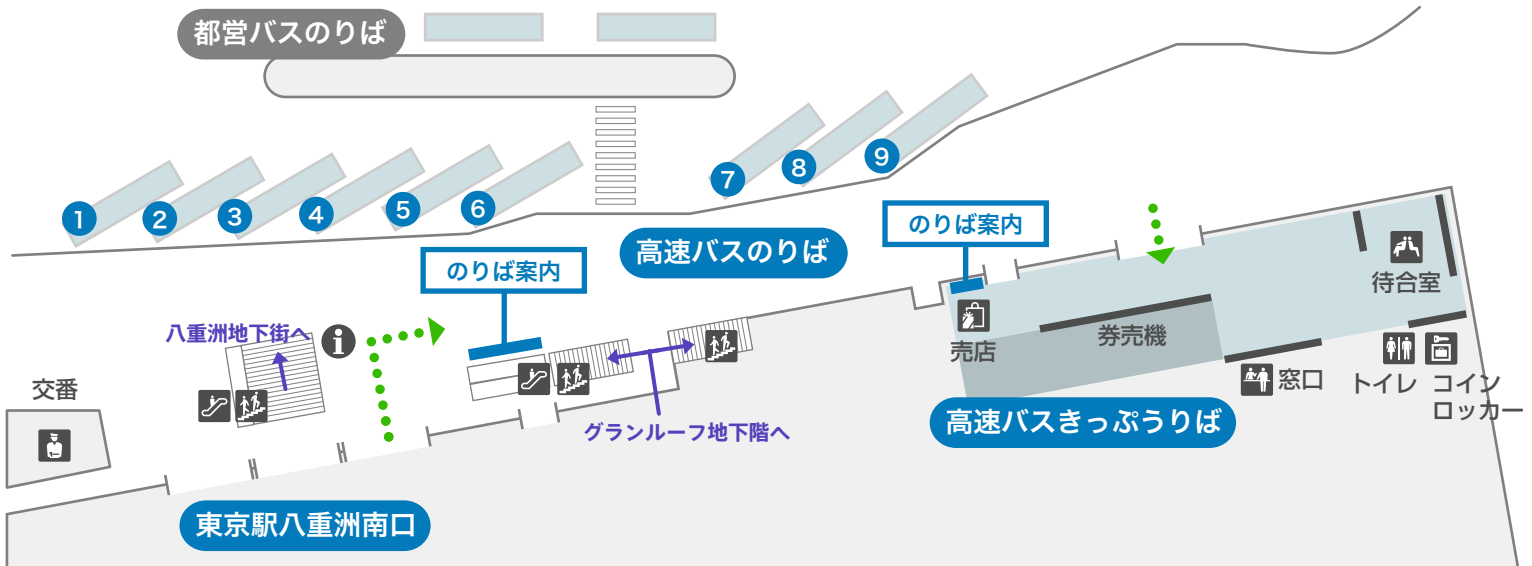 都営バスのりば
7
8
9
1
2
3
4
5
6
のりば案内
高速バスのりば
のりば案内
待合室
八重洲地下街へ
i
売店
券売機
交番
窓口
トイレ
コイン
ロッカー
グランルーフ地下階へ
高速バスきっぷうりば
東京駅八重洲南口